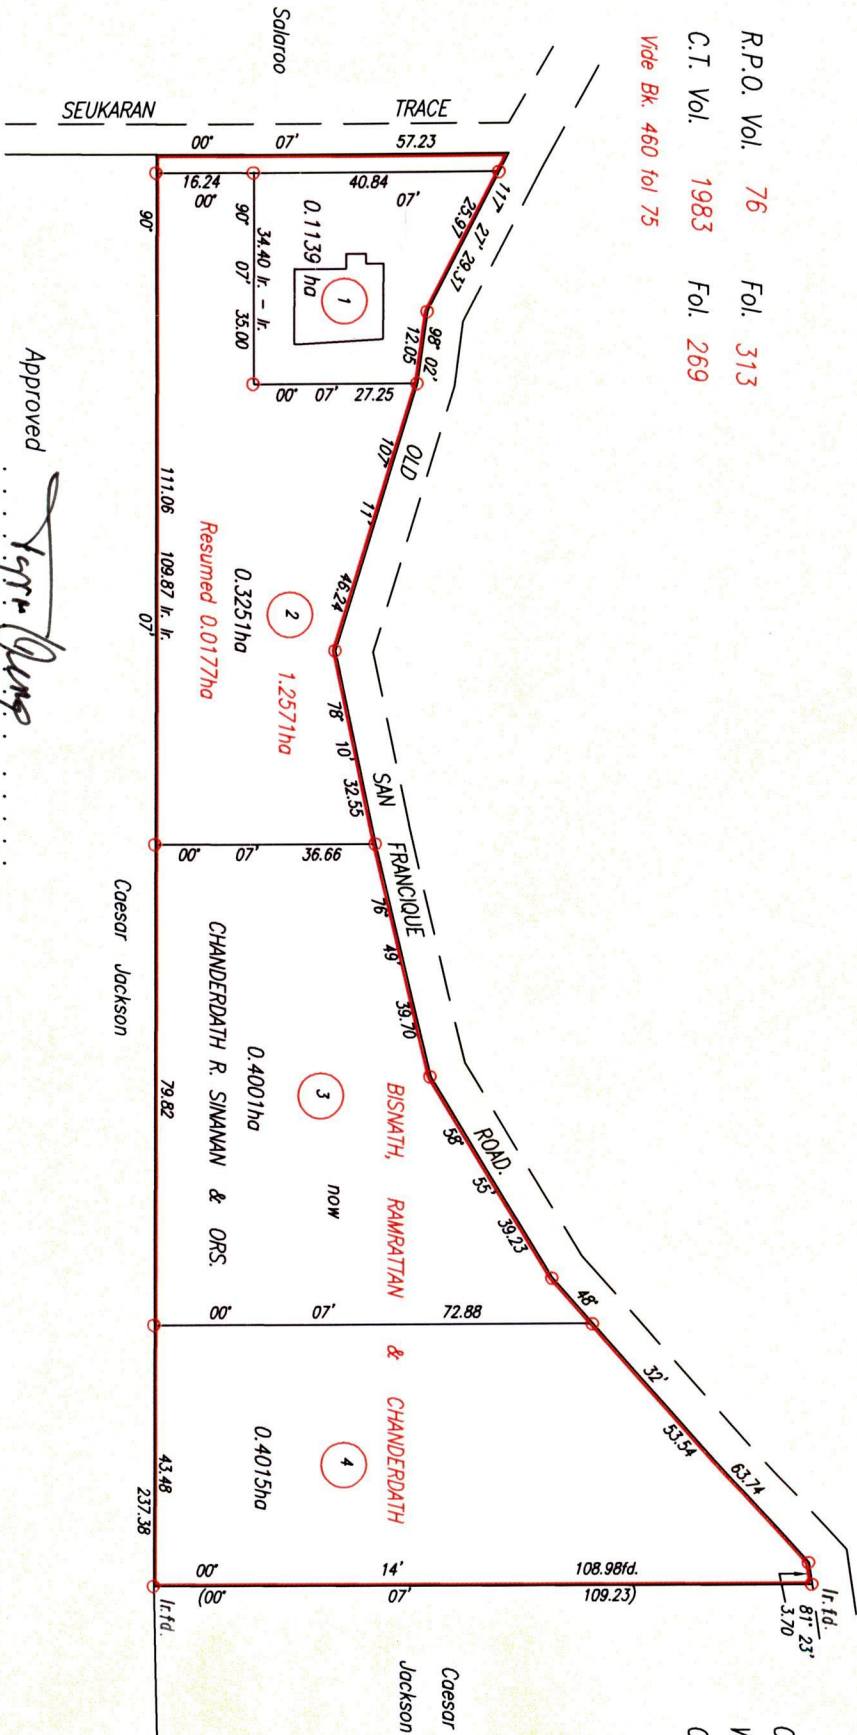 R.P.O. Vol. 76 Fol. 313
C.T. Vol. 1983 Fol. 269
Vide Bk. 460 fol 75
Salaroo
SEUKARAN TRACE
00° 07' 57.23
16.24
00° 07'
40.84
117° 27' 29.37
25.97
98° 02'
12.05
0.1139 ha
1
34.40 Ir. - Ir.
90° 07' 35.00
00° 07' 27.25
OLD SAN FRANCIQUE ROAD.
107° 11' 46.24
78° 10' 32.55
76° 49' 39.70
58° 55' 39.23
48° 32' 63.74
53.54
Ir.fd.
81° 23'
3.70
2
1.2571ha
0.3251ha
Resumed 0.0177ha
90° 07'
111.06
109.87 Ir. Ir.
00° 07' 36.66
BISNATH, RAMRATTAN & CHANDERDATH
3
now
0.4001ha
CHANDERDATH R. SINANAN & ORS.
79.82
00° 07' 72.88
4
0.4015ha
43.48
237.38
00° 14' 108.98fd.
(00° 07' 109.23)
Ir.fd.
Caesar Jackson
Caesar
Jackson
Approved